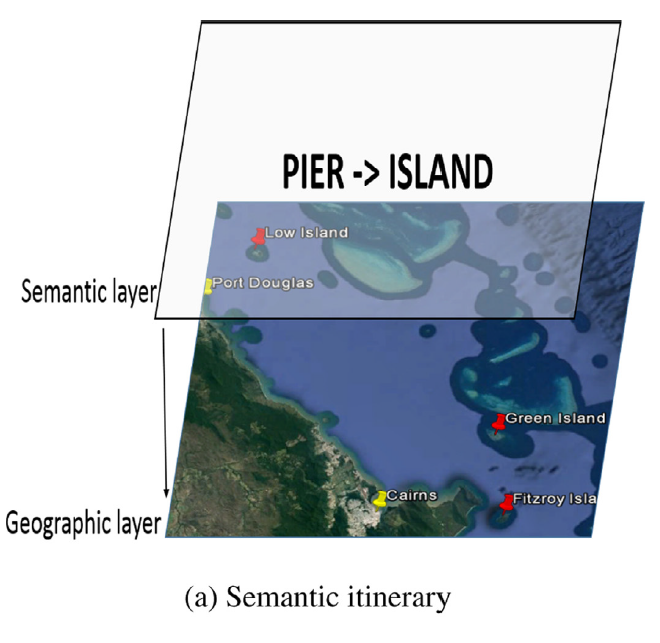 PIER -> ISLAND
Low Island
Port Douglas
Semantic layer
Green Island
Cairns
Fitzroy Isla
Geographic layer
(a) Semantic itinerary